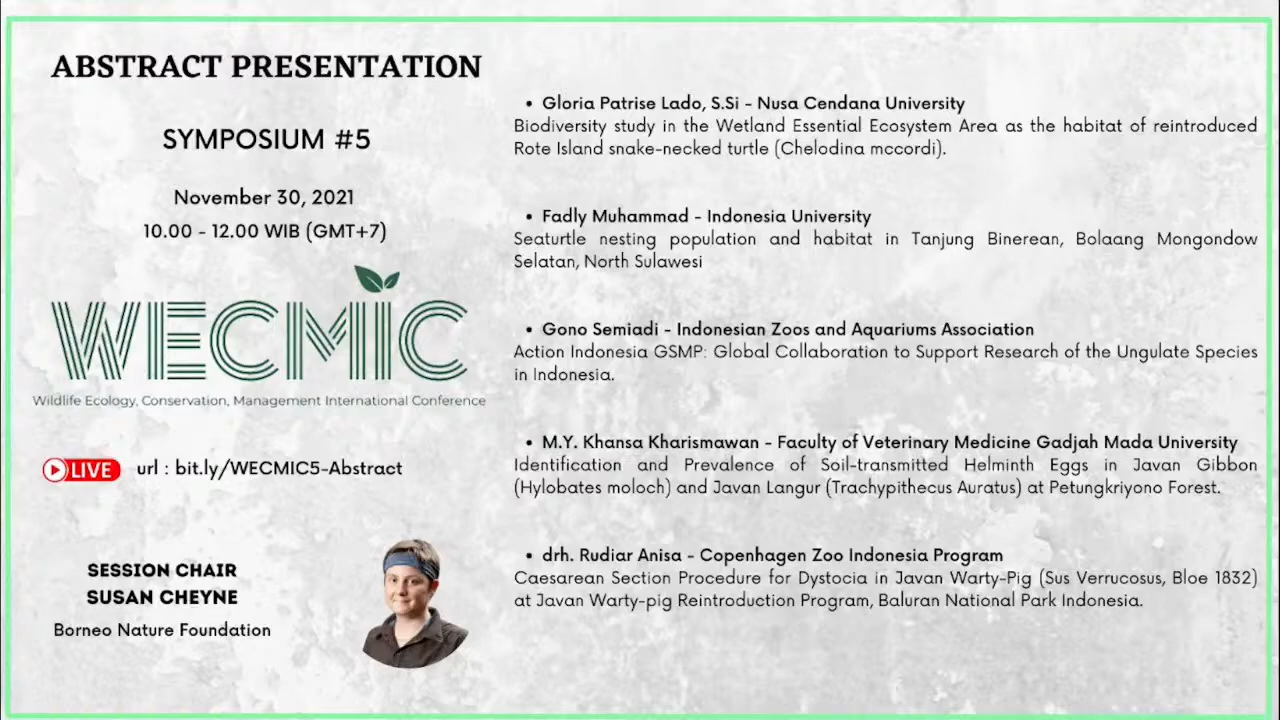 ABSTRACT PRESENTATION
SYMPOSIUM #5
November 30, 2021
10.00 - 12.00 WIB (GMT+7)
WECMIC
Wildlife Ecology, Conservation, Management International Conference
LIVE url : bit.ly/WECMIC5-Abstract
SESSION CHAIR
SUSAN CHEYNE
Borneo Nature Foundation
• Gloria Patrise Lado, S.Si - Nusa Cendana University
Biodiversity study in the Wetland Essential Ecosystem Area as the habitat of reintroduced
Rote Island snake-necked turtle (Chelodina mccordi).
• Fadly Muhammad - Indonesia University
Seaturtle nesting population and habitat in Tanjung Binerean, Bolaang Mongondow
Selatan, North Sulawesi
• Gono Semiadi - Indonesian Zoos and Aquariums Association
Action Indonesia GSMP: Global Collaboration to Support Research of the Ungulate Species
in Indonesia.
• M.Y. Khansa Kharismawan - Faculty of Veterinary Medicine Gadjah Mada University
Identification and Prevalence of Soil-transmitted Helminth Eggs in Javan Gibbon
(Hylobates moloch) and Javan Langur (Trachypithecus Auratus) at Petungkriyono Forest.
• drh. Rudiar Anisa - Copenhagen Zoo Indonesia Program
Caesarean Section Procedure for Dystocia in Javan Warty-Pig (Sus Verrucosus, Bloe 1832)
at Javan Warty-pig Reintroduction Program, Baluran National Park Indonesia.